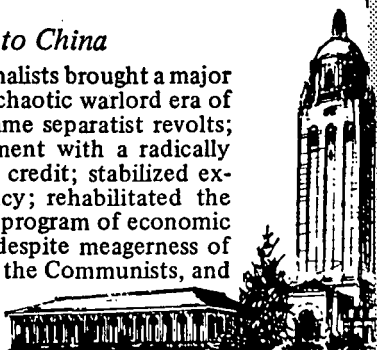 to China
nalists brought a major
chaotic warlord era of
me separatist revolts;
ment with a radically
credit; stabilized ex-
cy; rehabilitated the
program of economic
despite meagerness of
the Communists, and